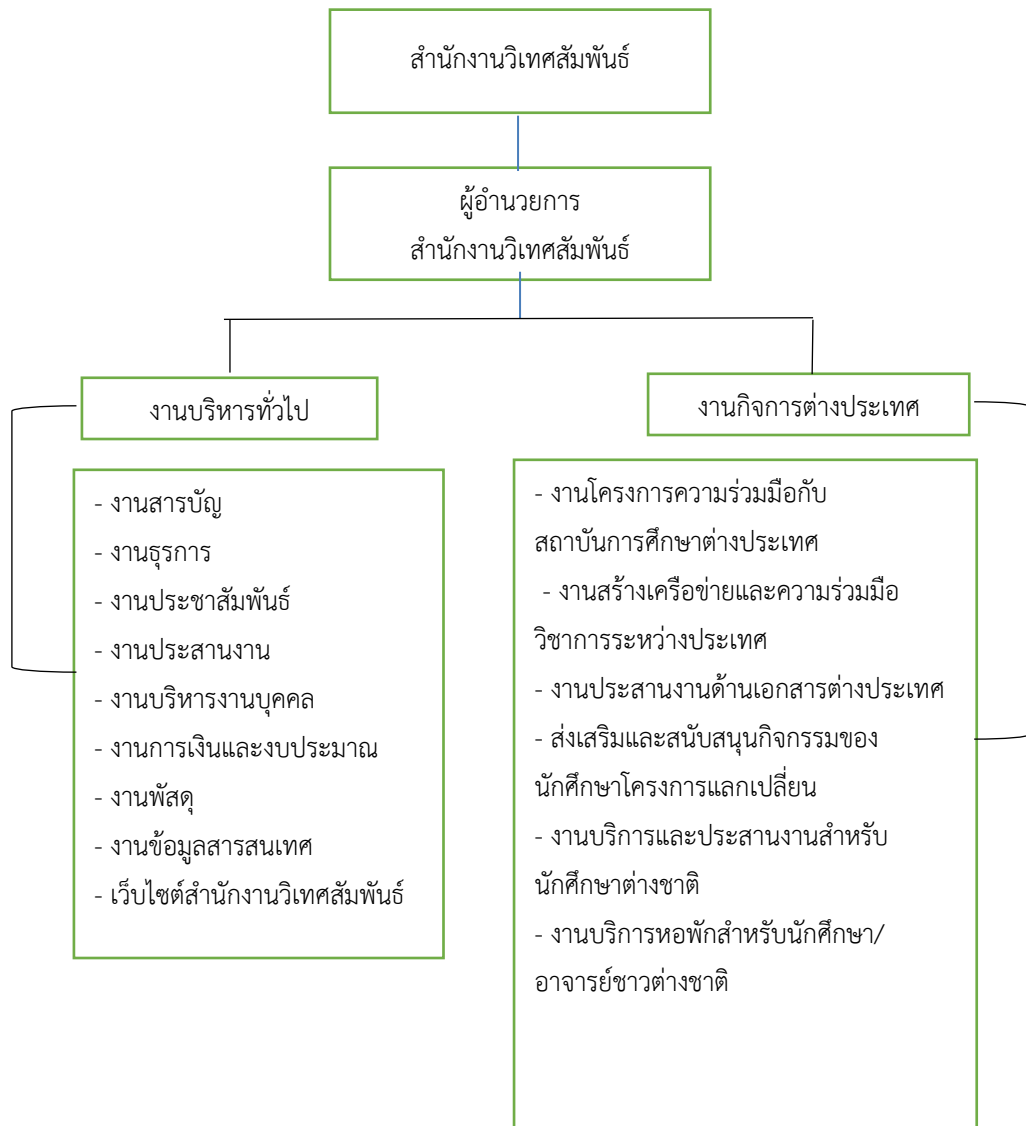 สำนักงานวิเทศสัมพันธ์
ผู้อำนวยการ
สำนักงานวิเทศสัมพันธ์
งานบริหารทั่วไป
- งานสารบัญ
- งานธุรการ
- งานประชาสัมพันธ์
- งานประสานงาน
- งานบริหารงานบุคคล
- งานการเงินและงบประมาณ
- งานพัสดุ
- งานข้อมูลสารสนเทศ
- เว็บไซต์สำนักงานวิเทศสัมพันธ์
งานกิจการต่างประเทศ
- งานโครงการความร่วมมือกับ
สถาบันการศึกษาต่างประเทศ
- งานสร้างเครือข่ายและความร่วมมือ
วิชาการระหว่างประเทศ
- งานประสานงานด้านเอกสารต่างประเทศ
- ส่งเสริมและสนับสนุนกิจกรรมของ
นักศึกษาโครงการแลกเปลี่ยน
- งานบริการและประสานงานสำหรับ
นักศึกษาต่างชาติ
- งานบริการหอพักสำหรับนักศึกษา/
อาจารย์ชาวต่างชาติ